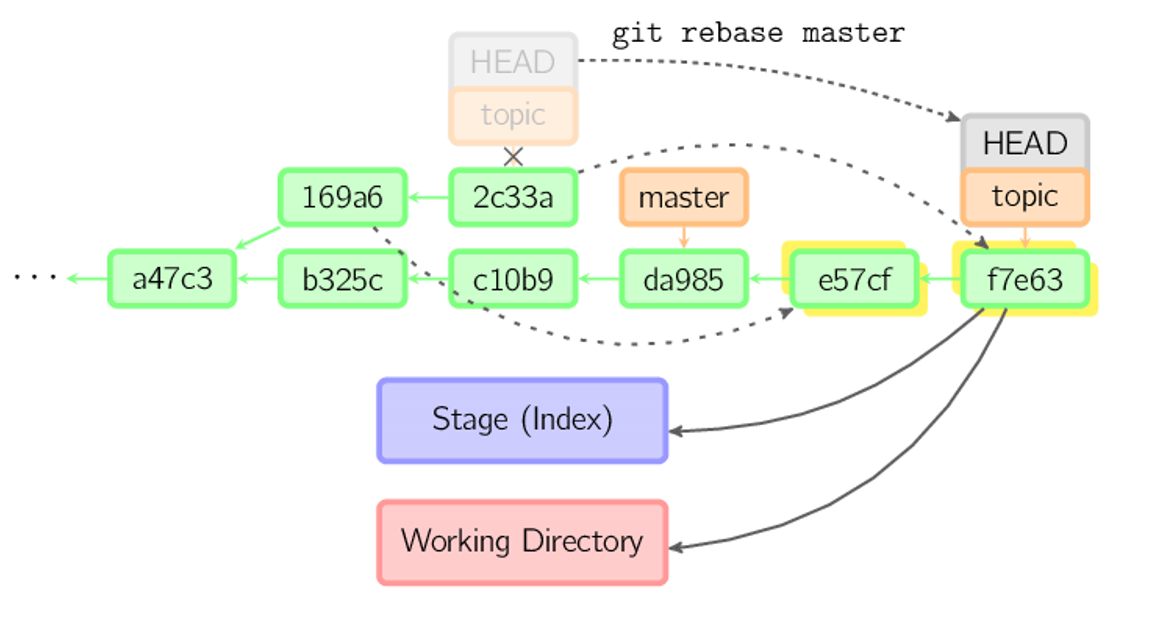 git rebase master
HEAD
topic
HEAD
topic
169a6
2c33a
master
... a47c3
b325c
c10b9
da985
e57cf
f7e63
Stage (Index)
Working Directory